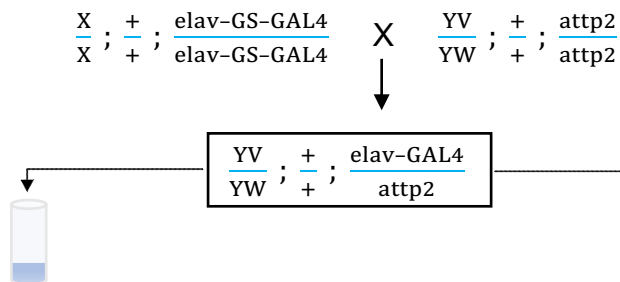 X/X ; +/+ ; elav-GS-GAL4/elav-GS-GAL4 X YV/YW ; +/+ ; attp2/attp2
YV/YW ; +/+ ; elav-GAL4/attp2